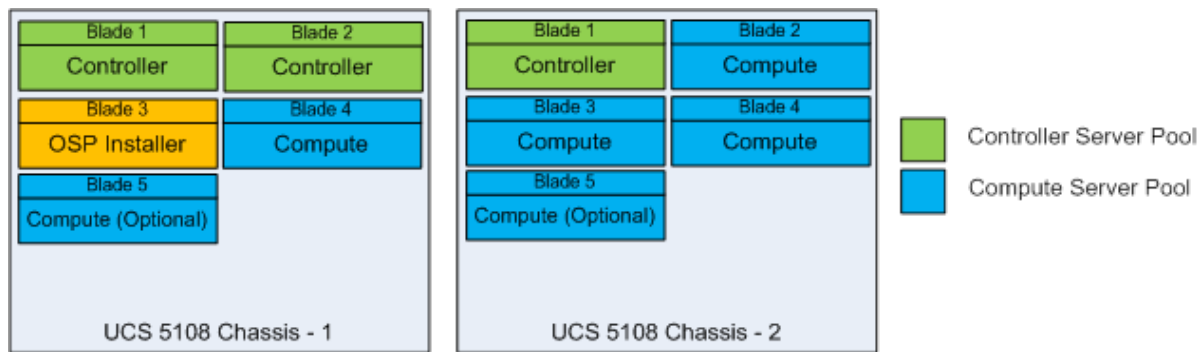 Blade 1
Controller
Blade 2
Controller
Blade 3
OSP Installer
Blade 4
Compute
Blade 5
Compute (Optional)
UCS 5108 Chassis - 1
Blade 1
Controller
Blade 2
Compute
Blade 3
Compute
Blade 4
Compute
Blade 5
Compute (Optional)
UCS 5108 Chassis - 2
Controller Server Pool
Compute Server Pool